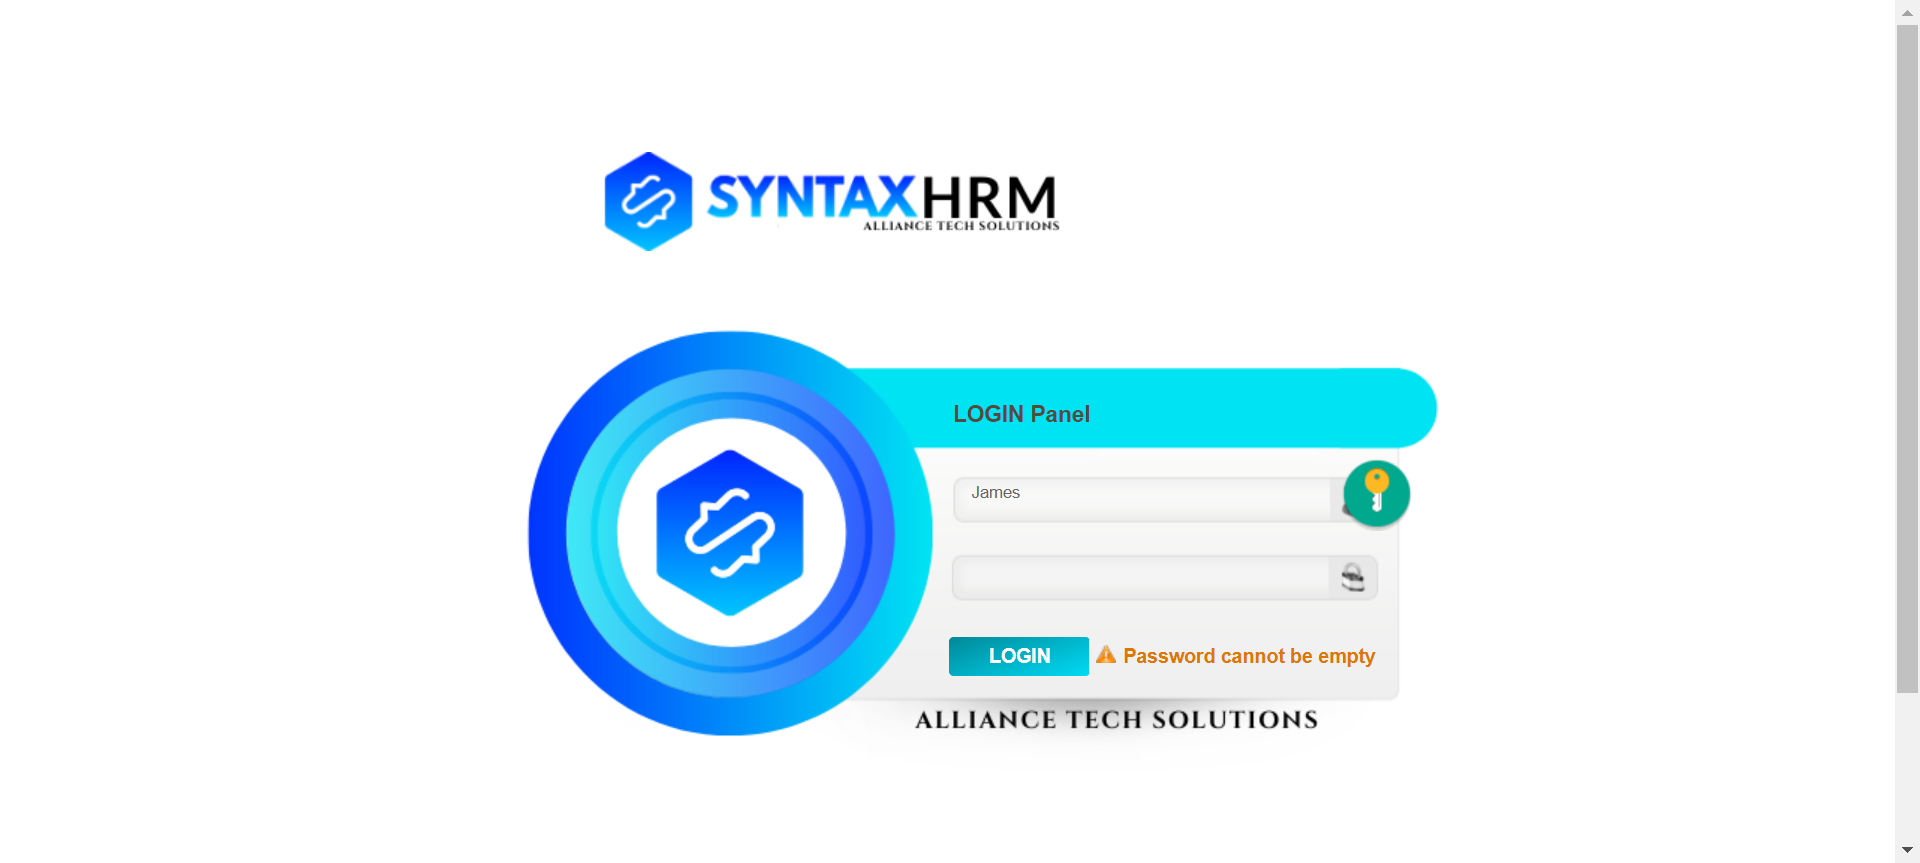 SYNTAXHRM
ALLIANCE TECH SOLUTIONS
LOGIN Panel
James
LOGIN
Password cannot be empty
ALLIANCE TECH SOLUTIONS